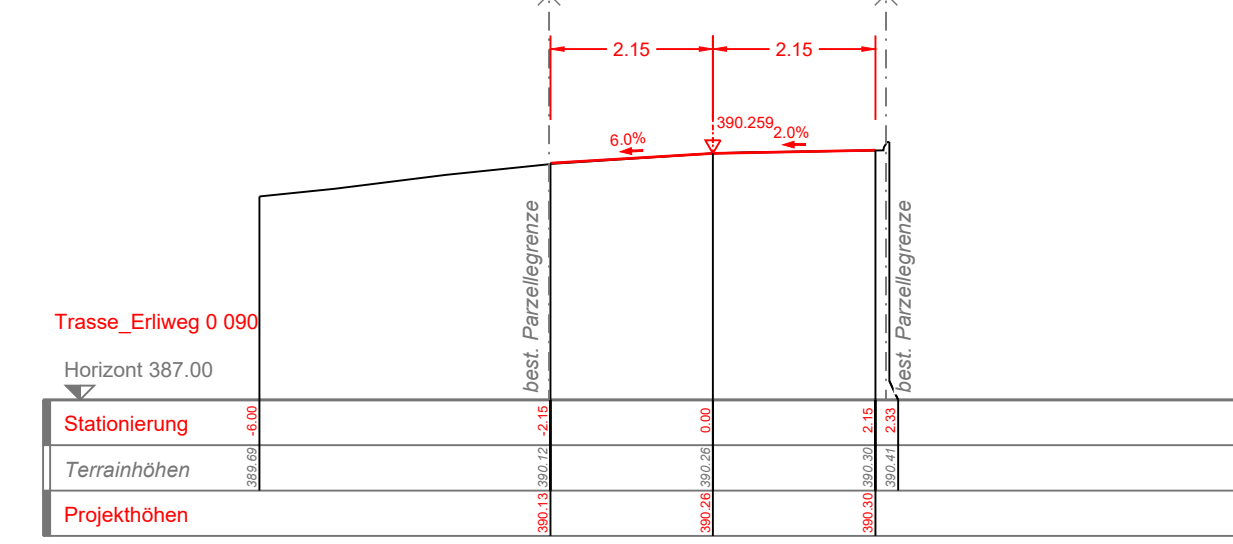 2.15 2.15
390.259
6.0% 2.0%
best. Parzellegrenze
best. Parzellegrenze
Trasse_Erliweg 0 090
Horizont 387.00
Stationierung -6.00 -2.15 0.00 2.15 2.33
Terrainhöhen 389.69 390.12 390.26 390.30 390.41
Projekthöhen 390.13 390.26 390.30